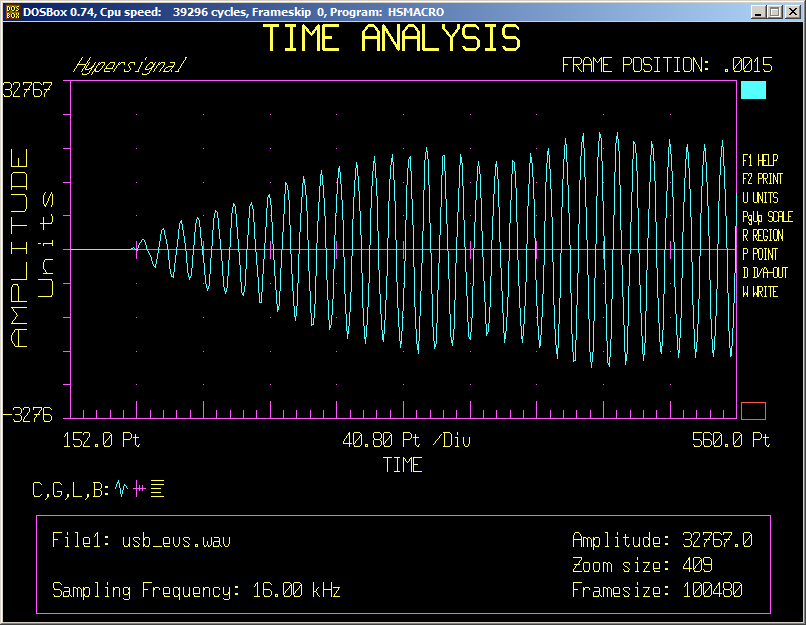 DOSBox 0.74, Cpu speed: 39296 cycles, Frameskip 0, Program: HSMACRO
TIME ANALYSIS
Hypersignal
FRAME POSITION: .0015
32767
AMPLITUDE
Units
-3276
F1 HELP
F2 PRINT
U UNITS
PgUp SCALE
R REGION
P POINT
D D/A-OUT
W WRITE
152.0 Pt
40.80 Pt /Div
560.0 Pt
TIME
C,G,L,B:
File1: usb_evs.wav
Amplitude: 32767.0
Zoom size: 409
Sampling Frequency: 16.00 kHz
Framesize: 100480